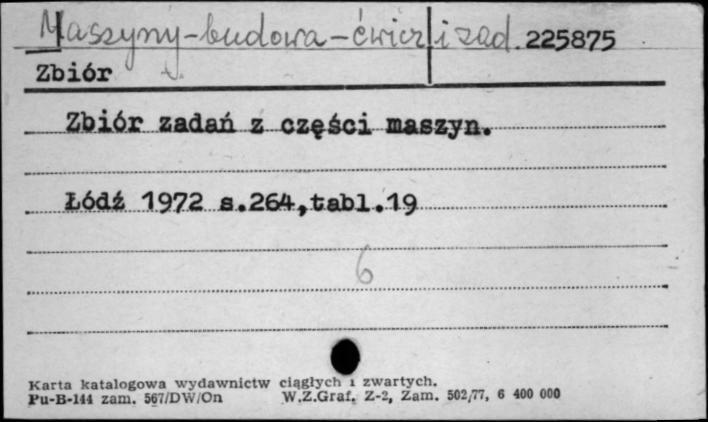 Maszyny-budowa-ćwicz i zad. 225875
Zbiór
Zbiór zadań z części maszyn.
Łódź 1972 s.264,tabl.19
6
Karta katalogowa wydawnictw ciągłych i zwartych.
Pu-B-144 zam. 567/DW/On W.Z.Graf. Z-2, Zam. 502/77, 6 400 000